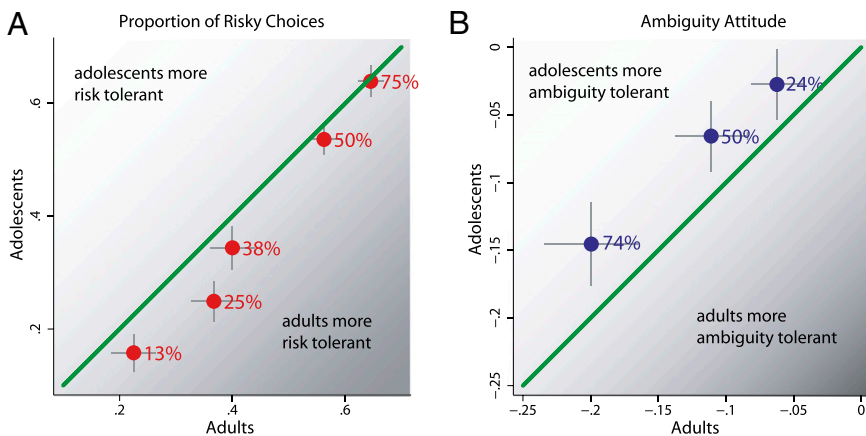 A
Proportion of Risky Choices
adolescents more
risk tolerant
75%
50%
38%
25%
13%
adults more
risk tolerant
Adolescents
.6
.4
.2
.2
.4
.6
Adults
B
Ambiguity Attitude
adolescents more
ambiguity tolerant
24%
50%
74%
adults more
ambiguity tolerant
Adolescents
0
-.05
-.1
-.15
-.2
-.25
-.25
-.2
-.15
-.1
-.05
0
Adults